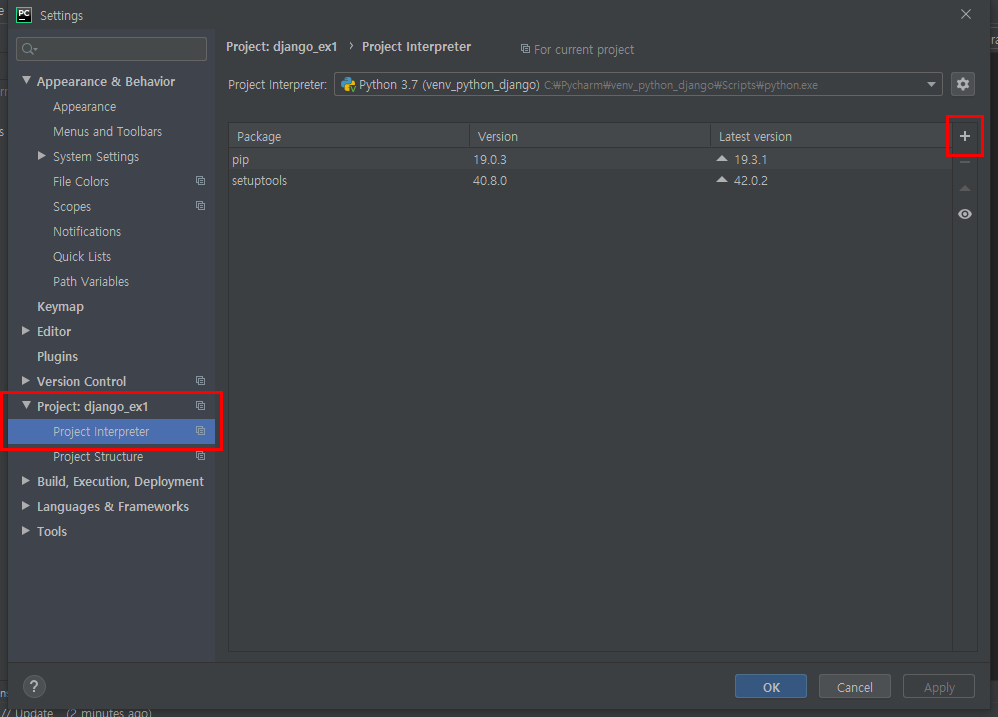 PC Settings
Project: django_ex1 › Project Interpreter For current project
Appearance & Behavior
Project Interpreter: Python 3.7 (venv_python_django) C:₩Pycharm₩venv_python_django₩Scripts₩python.exe
Appearance
Menus and Toolbars
Package Version Latest version
System Settings
pip 19.0.3 19.3.1
File Colors
setuptools 40.8.0 42.0.2
Scopes
Notifications
Quick Lists
Path Variables
Keymap
Editor
Plugins
Version Control
Project: django_ex1
Project Interpreter
Project Structure
Build, Execution, Deployment
Languages & Frameworks
Tools
? OK Cancel Apply
// Update (2 minutes ago)